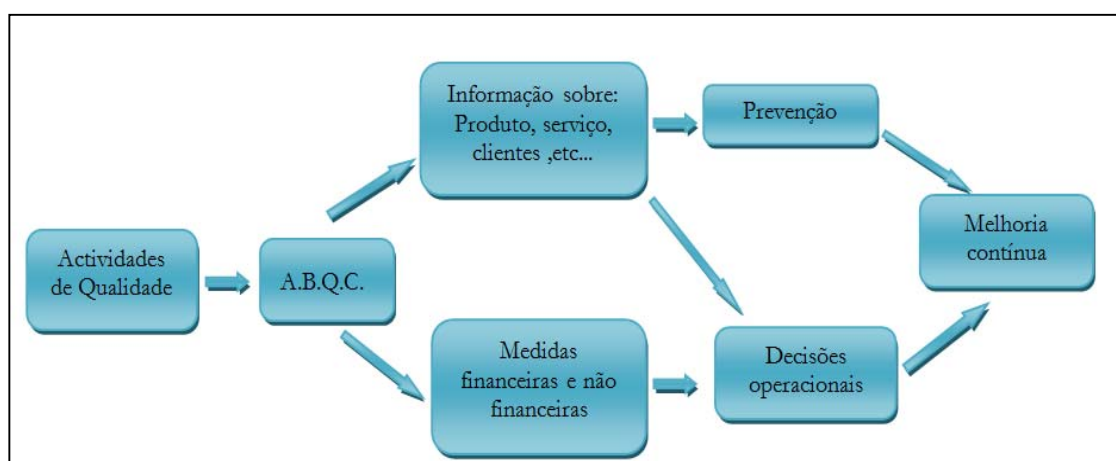 Informação sobre:
Produto, serviço,
clientes ,etc...
Prevenção
Melhoria
contínua
Actividades
de Qualidade
A.B.Q.C.
Medidas
financeiras e não
financeiras
Decisões
operacionais